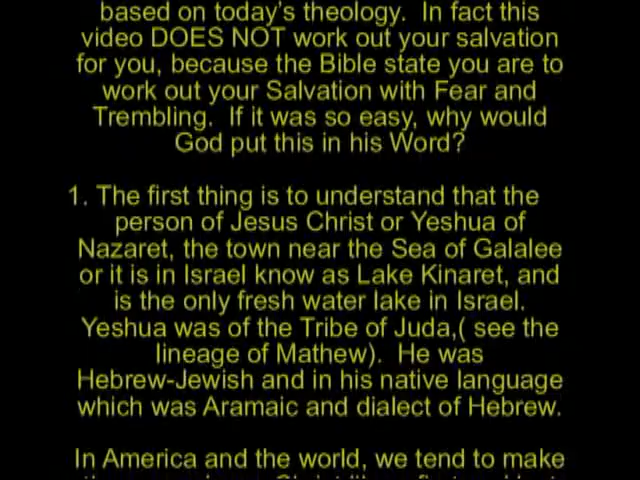 based on today's theology.  In fact this
video DOES NOT work out your salvation
for you, because the Bible state you are to
work out your Salvation with Fear and
Trembling.  If it was so easy, why would
God put this in his Word?
1. The first thing is to understand that the
person of Jesus Christ or Yeshua of
Nazaret, the town near the Sea of Galalee
or it is in Israel know as Lake Kinaret, and
is the only fresh water lake in Israel.
Yeshua was of the Tribe of Juda,( see the
lineage of Mathew).  He was
Hebrew-Jewish and in his native language
which was Aramaic and dialect of Hebrew.
In America and the world, we tend to make